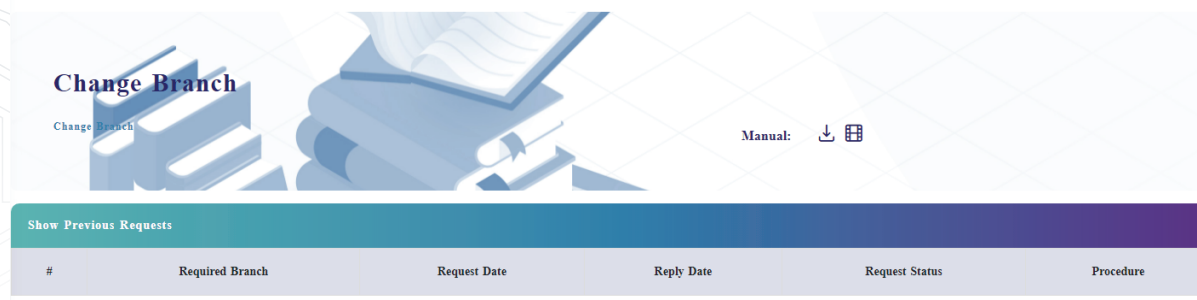 Change Branch
Change Branch
Manual:
Show Previous Requests
# Required Branch Request Date Reply Date Request Status Procedure